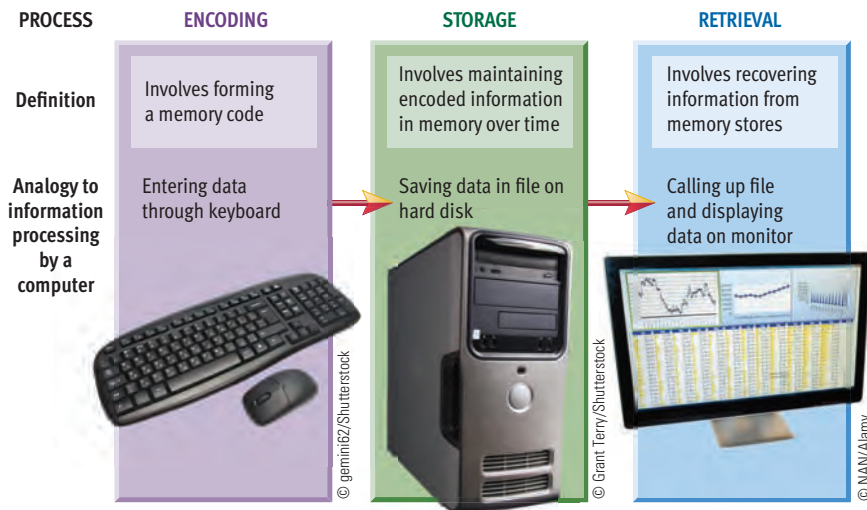 PROCESS
ENCODING
STORAGE
RETRIEVAL
Definition
Involves forming
a memory code
Involves maintaining
encoded information
in memory over time
Involves recovering
information from
memory stores
Analogy to
information
processing
by a
computer
Entering data
through keyboard
Saving data in file on
hard disk
Calling up file
and displaying
data on monitor
© gemini62/Shutterstock
© Grant Terry/Shutterstock
© NAN/Alamy